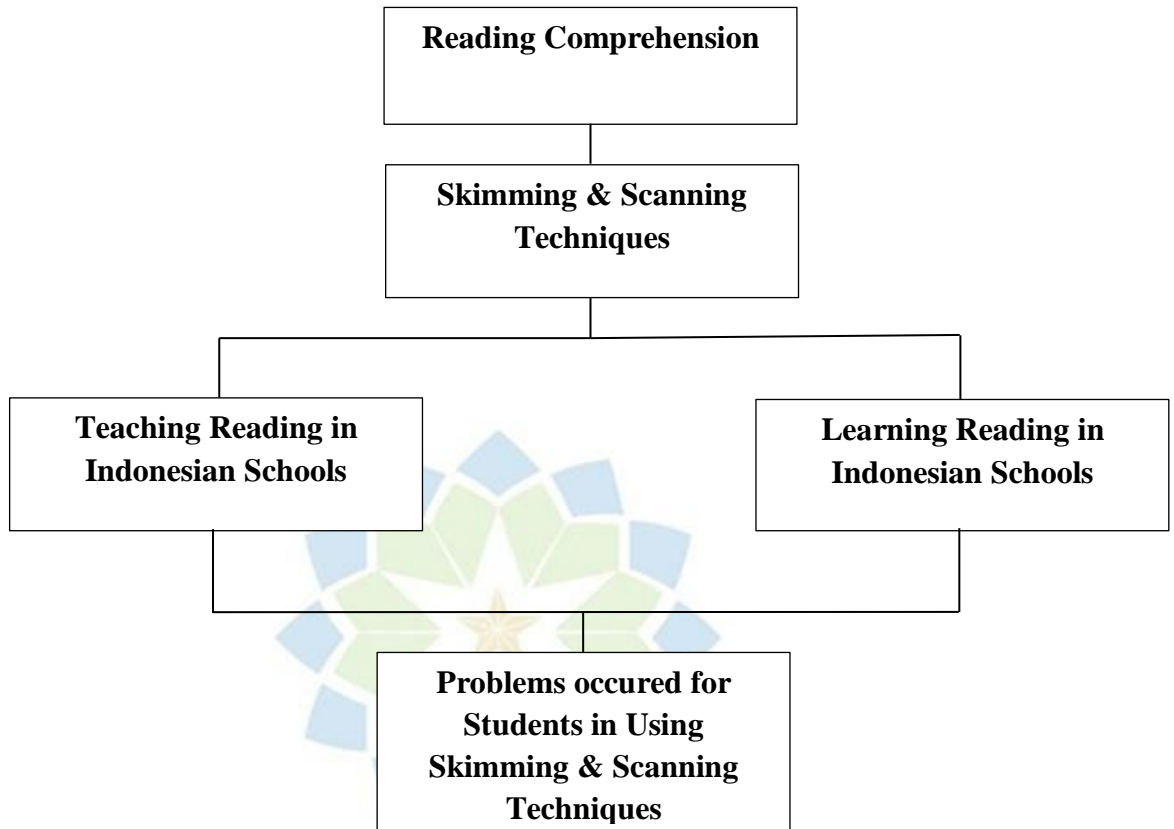 Reading Comprehension
Skimming & Scanning
Techniques
Teaching Reading in
Indonesian Schools
Learning Reading in
Indonesian Schools
Problems occured for
Students in Using
Skimming & Scanning
Techniques